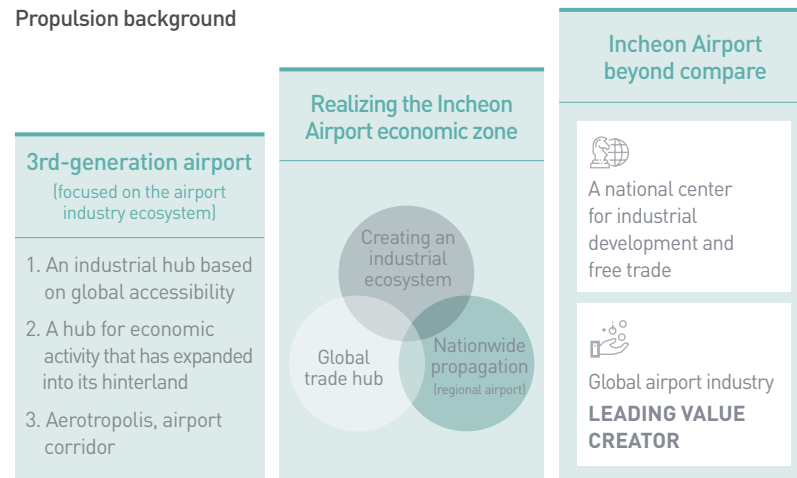 Propulsion background
3rd-generation airport
(focused on the airport
industry ecosystem)
1. An industrial hub based
on global accessibility
2. A hub for economic
activity that has expanded
into its hinterland
3. Aerotropolis, airport
corridor
Realizing the Incheon
Airport economic zone
Creating an
industrial
ecosystem
Global
trade hub
Nationwide
propagation
(regional airport)
Incheon Airport
beyond compare
A national center
for industrial
development and
free trade
Global airport industry
LEADING VALUE
CREATOR